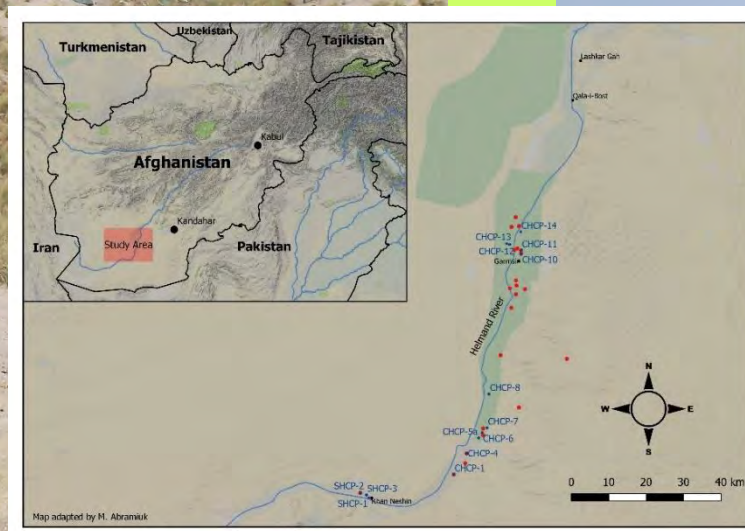 Uzbekistan
Turkmenistan
Tajikistan
Kabul
Afghanistan
Kandahar
Study Area
Iran
Pakistan
Lashkar Gah
Qala-i-Bost
CHCP-14
CHCP-13
CHCP-11
CHCP-12
Garmsir
CHCP-10
Helmand River
CHCP-8
CHCP-7
CHCP-5a
CHCP-6
CHCP-4
CHCP-1
SHCP-2
SHCP-3
SHCP-1
Khan Neshin
N
W
E
S
0 10 20 30 40 km
Map adapted by M. Abramiuk